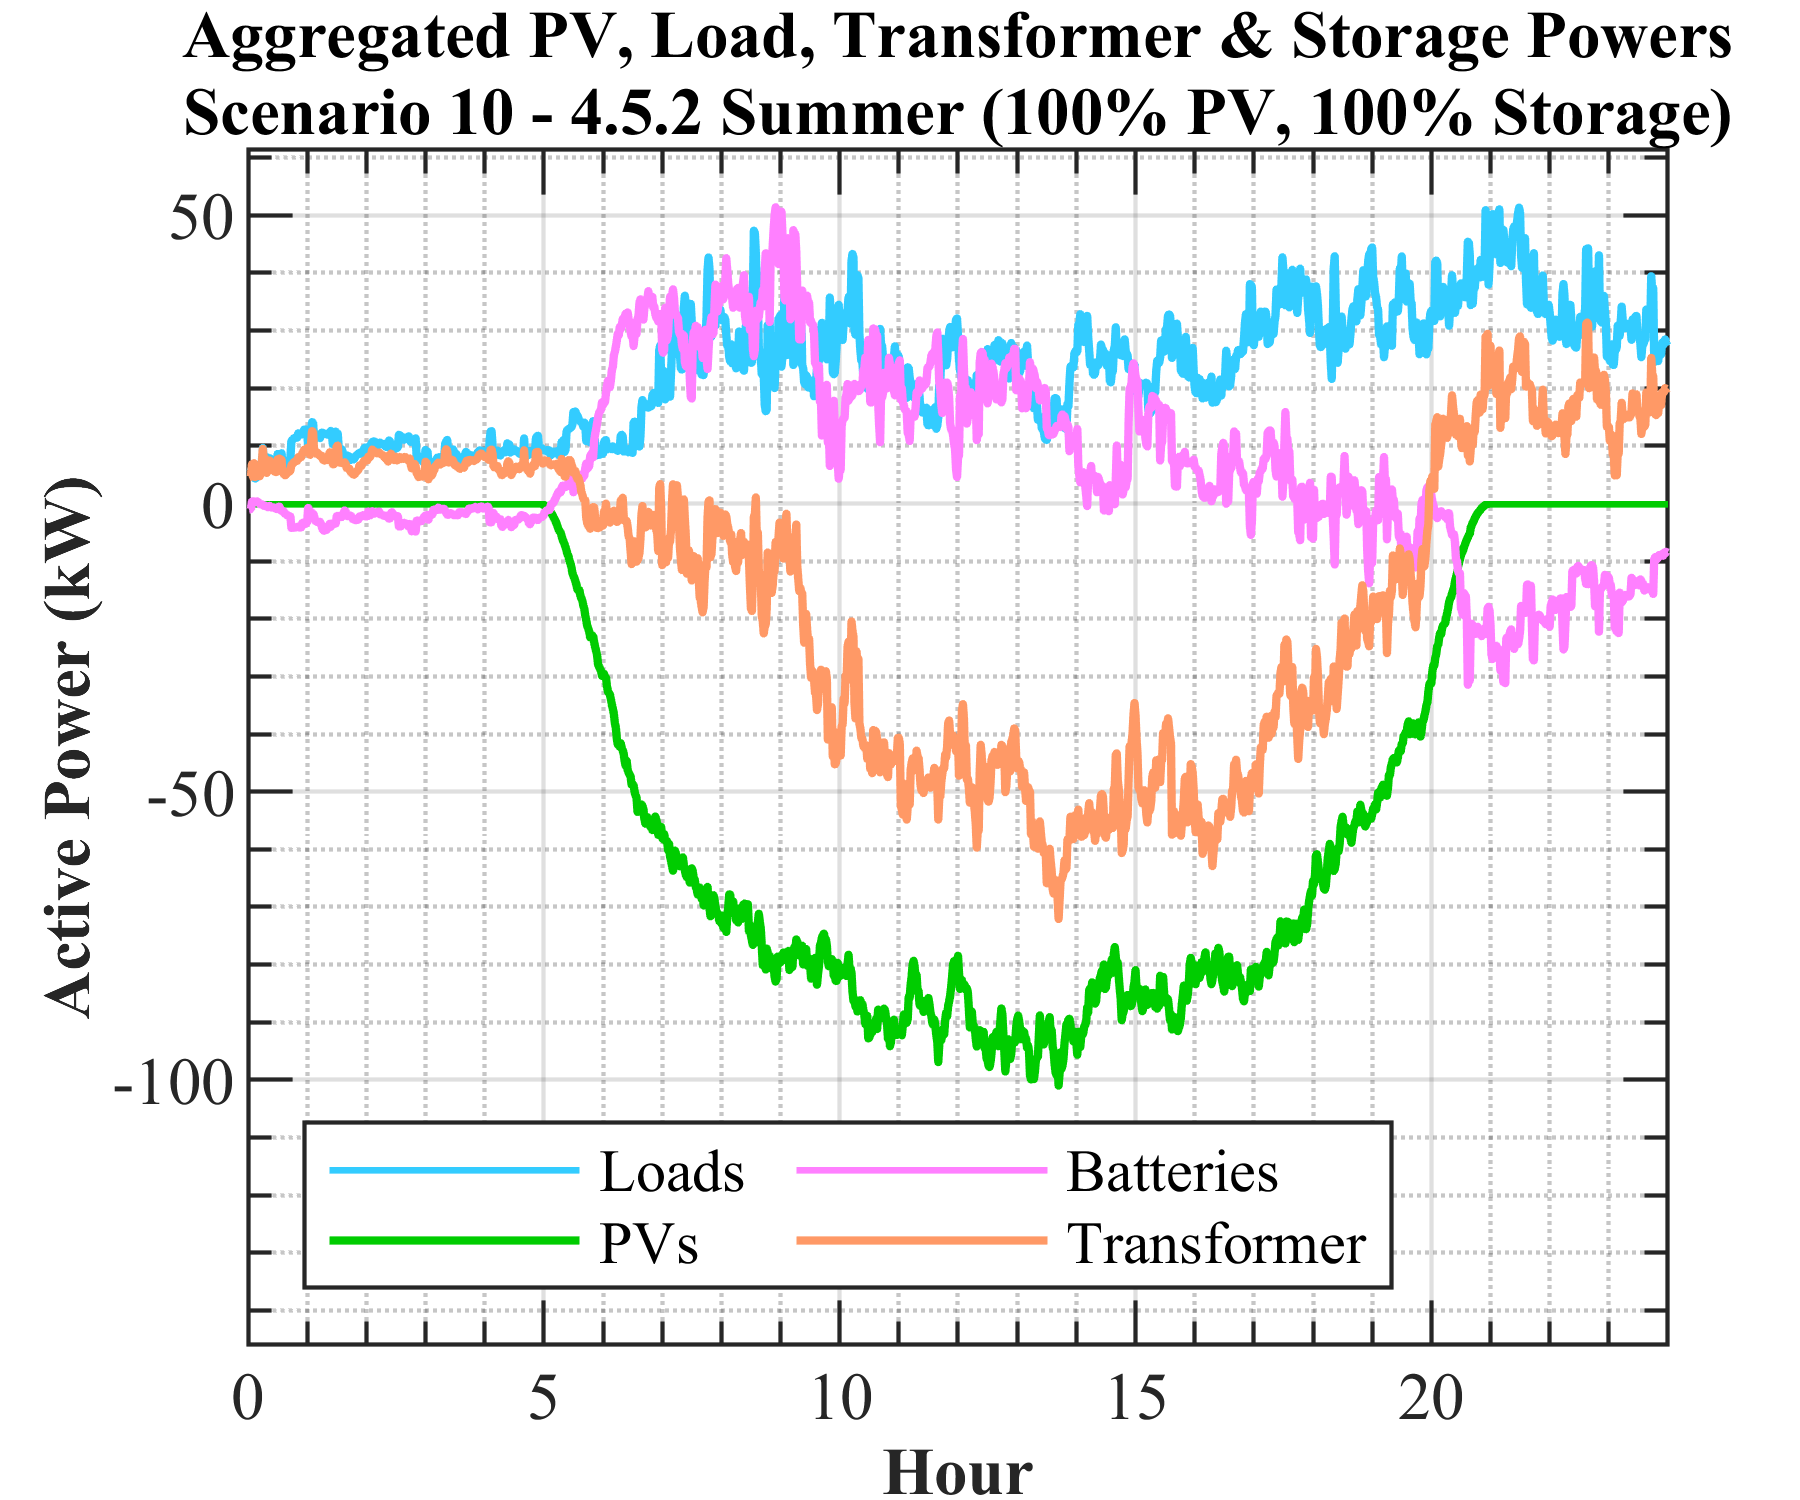 Aggregated PV, Load, Transformer & Storage Powers
Scenario 10 - 4.5.2 Summer (100% PV, 100% Storage)
50
0
-50
-100
Active Power (kW)
Loads
Batteries
PVs
Transformer
0
5
10
15
20
Hour